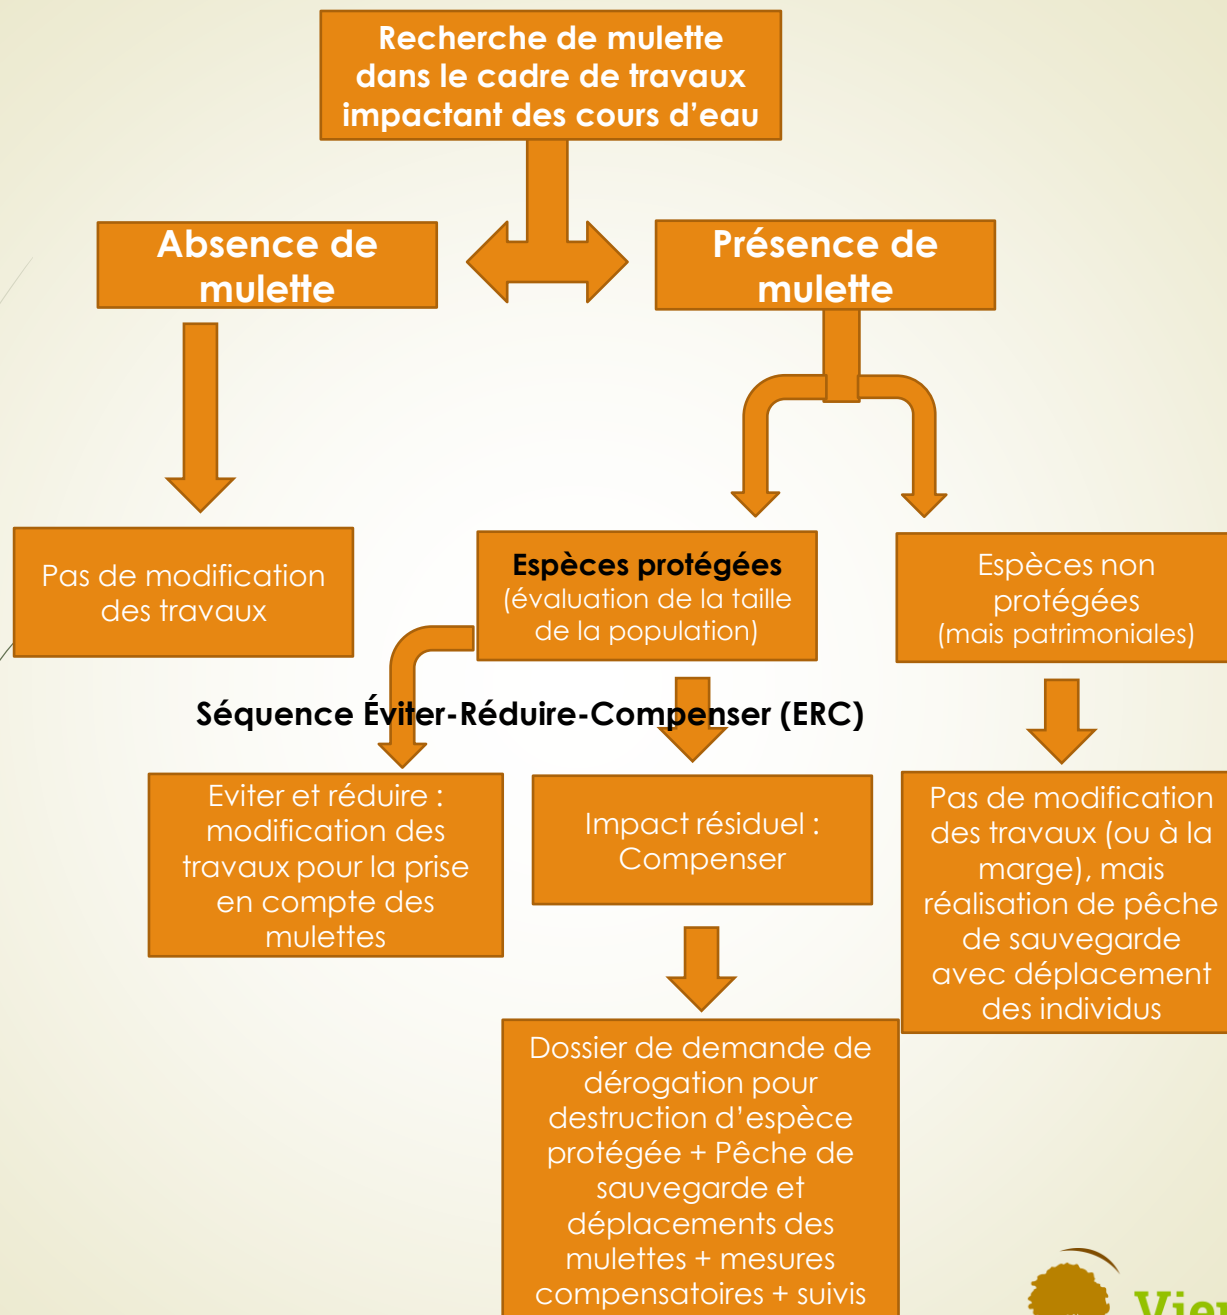 Recherche de mulette
dans le cadre de travaux
impactant des cours d'eau
Absence de
mulette
Présence de
mulette
Pas de modification
des travaux
Espèces protégées
(évaluation de la taille
de la population)
Espèces non
protégées
(mais patrimoniales)
Séquence Éviter-Réduire-Compenser (ERC)
Eviter et réduire :
modification des
travaux pour la prise
en compte des
mulettes
Impact résiduel :
Compenser
Pas de modification
des travaux (ou à la
marge), mais
réalisation de pêche
de sauvegarde
avec déplacement
des individus
Dossier de demande de
dérogation pour
destruction d'espèce
protégée + Pêche de
sauvegarde et
déplacements des
mulettes + mesures
compensatoires + suivis